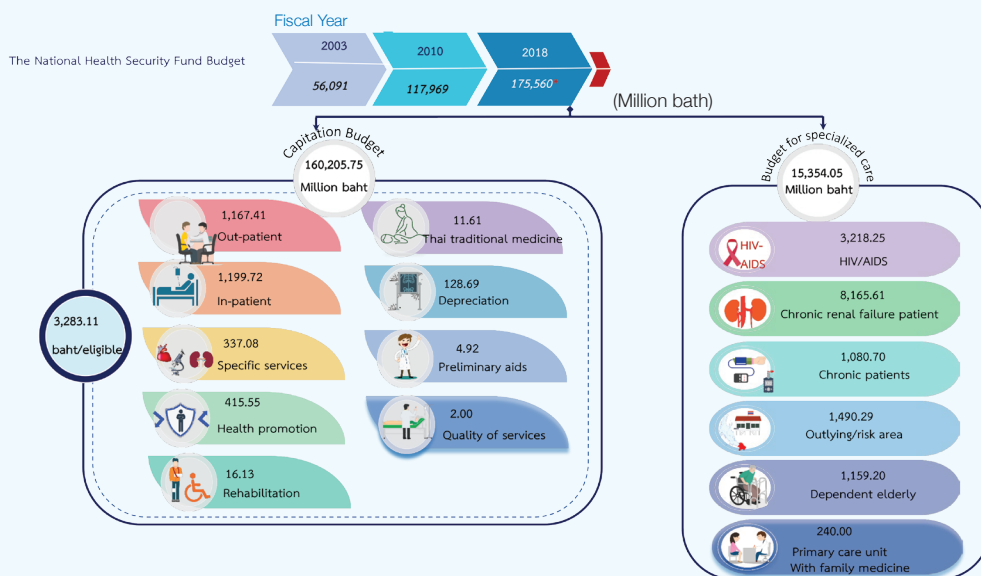 Fiscal Year
The National Health Security Fund Budget
2003
2010
2018
56,091
117,969
175,560*
(Million bath)
Capitation Budget
160,205.75
Million baht
3,283.11
baht/eligible
1,167.41
Out-patient
1,199.72
In-patient
337.08
Specific services
415.55
Health promotion
16.13
Rehabilitation
11.61
Thai traditional medicine
128.69
Depreciation
4.92
Preliminary aids
2.00
Quality of services
Budget for specialized care
15,354.05
Million baht
HIV-
AIDS
3,218.25
HIV/AIDS
8,165.61
Chronic renal failure patient
1,080.70
Chronic patients
1,490.29
Outlying/risk area
1,159.20
Dependent elderly
240.00
Primary care unit
With family medicine